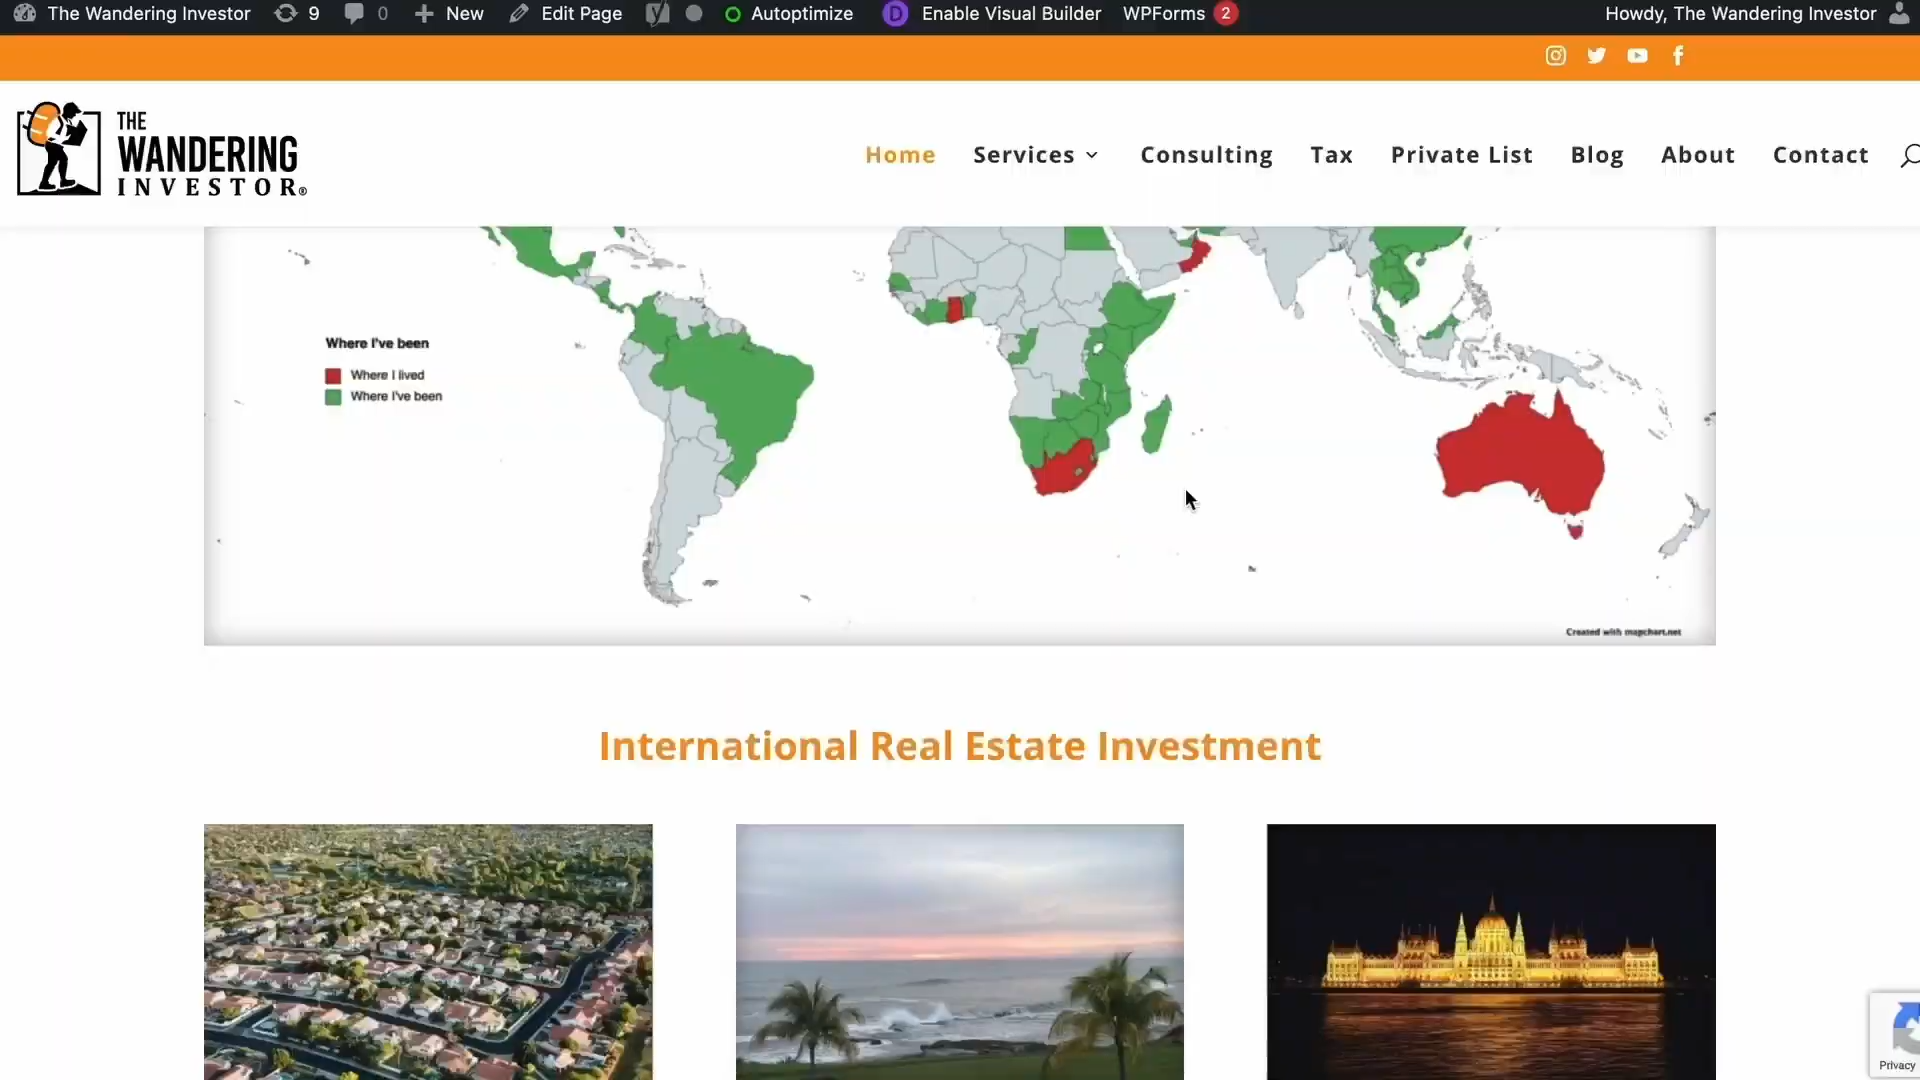 The Wandering Investor 9 0 New Edit Page Autoptimize D Enable Visual Builder WPForms 2 Howdy, The Wandering Investor
THE
WANDERING
INVESTOR®
Home Services Consulting Tax Private List Blog About Contact
Where I've been
Where I lived
Where I've been
Created with mapchart.net
International Real Estate Investment
Privacy